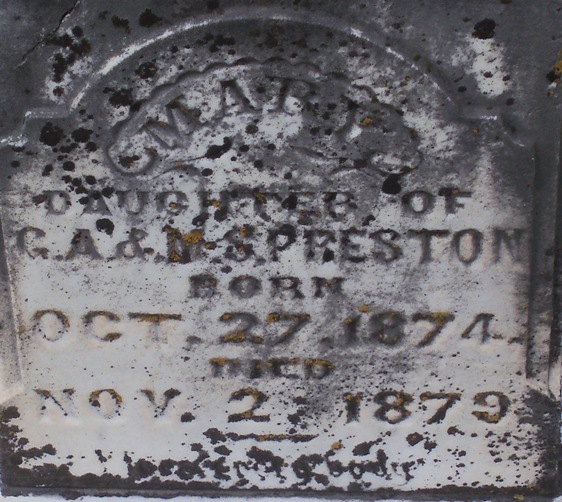 MARY
DAUGHTER OF
C. A. & M. S. PRESTON
BORN
OCT. 27, 1874.
DIED
NOV. 2, 1879